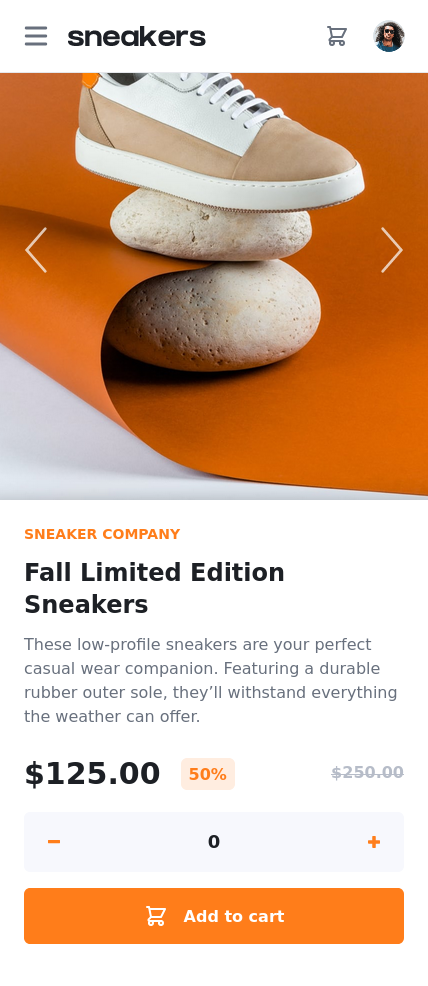 sneakers
SNEAKER COMPANY
Fall Limited Edition
Sneakers
These low-profile sneakers are your perfect
casual wear companion. Featuring a durable
rubber outer sole, they’ll withstand everything
the weather can offer.
$125.00 50% $250.00
− 0 +
Add to cart